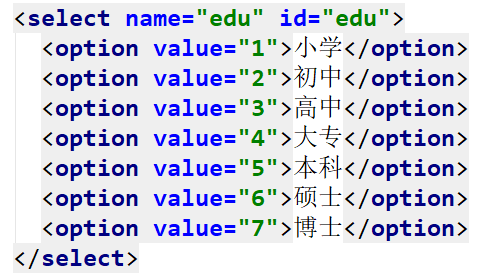 <select name="edu" id="edu">
<option value="1">小学</option>
<option value="2">初中</option>
<option value="3">高中</option>
<option value="4">大专</option>
<option value="5">本科</option>
<option value="6">硕士</option>
<option value="7">博士</option>
</select>